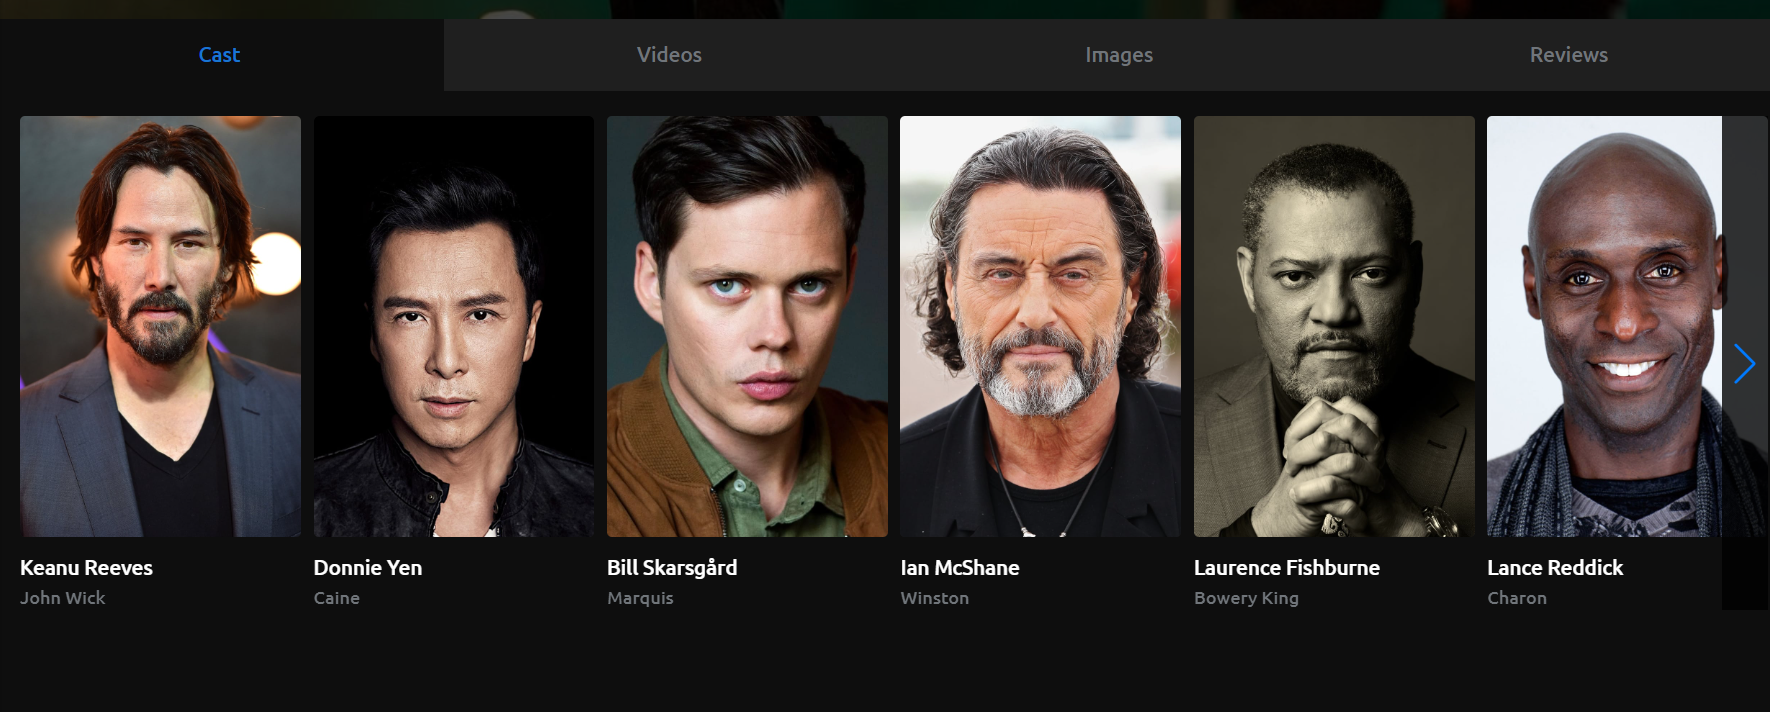 Cast Videos Images Reviews
Keanu Reeves Donnie Yen Bill Skarsgård Ian McShane Laurence Fishburne Lance Reddick
John Wick Caine Marquis Winston Bowery King Charon